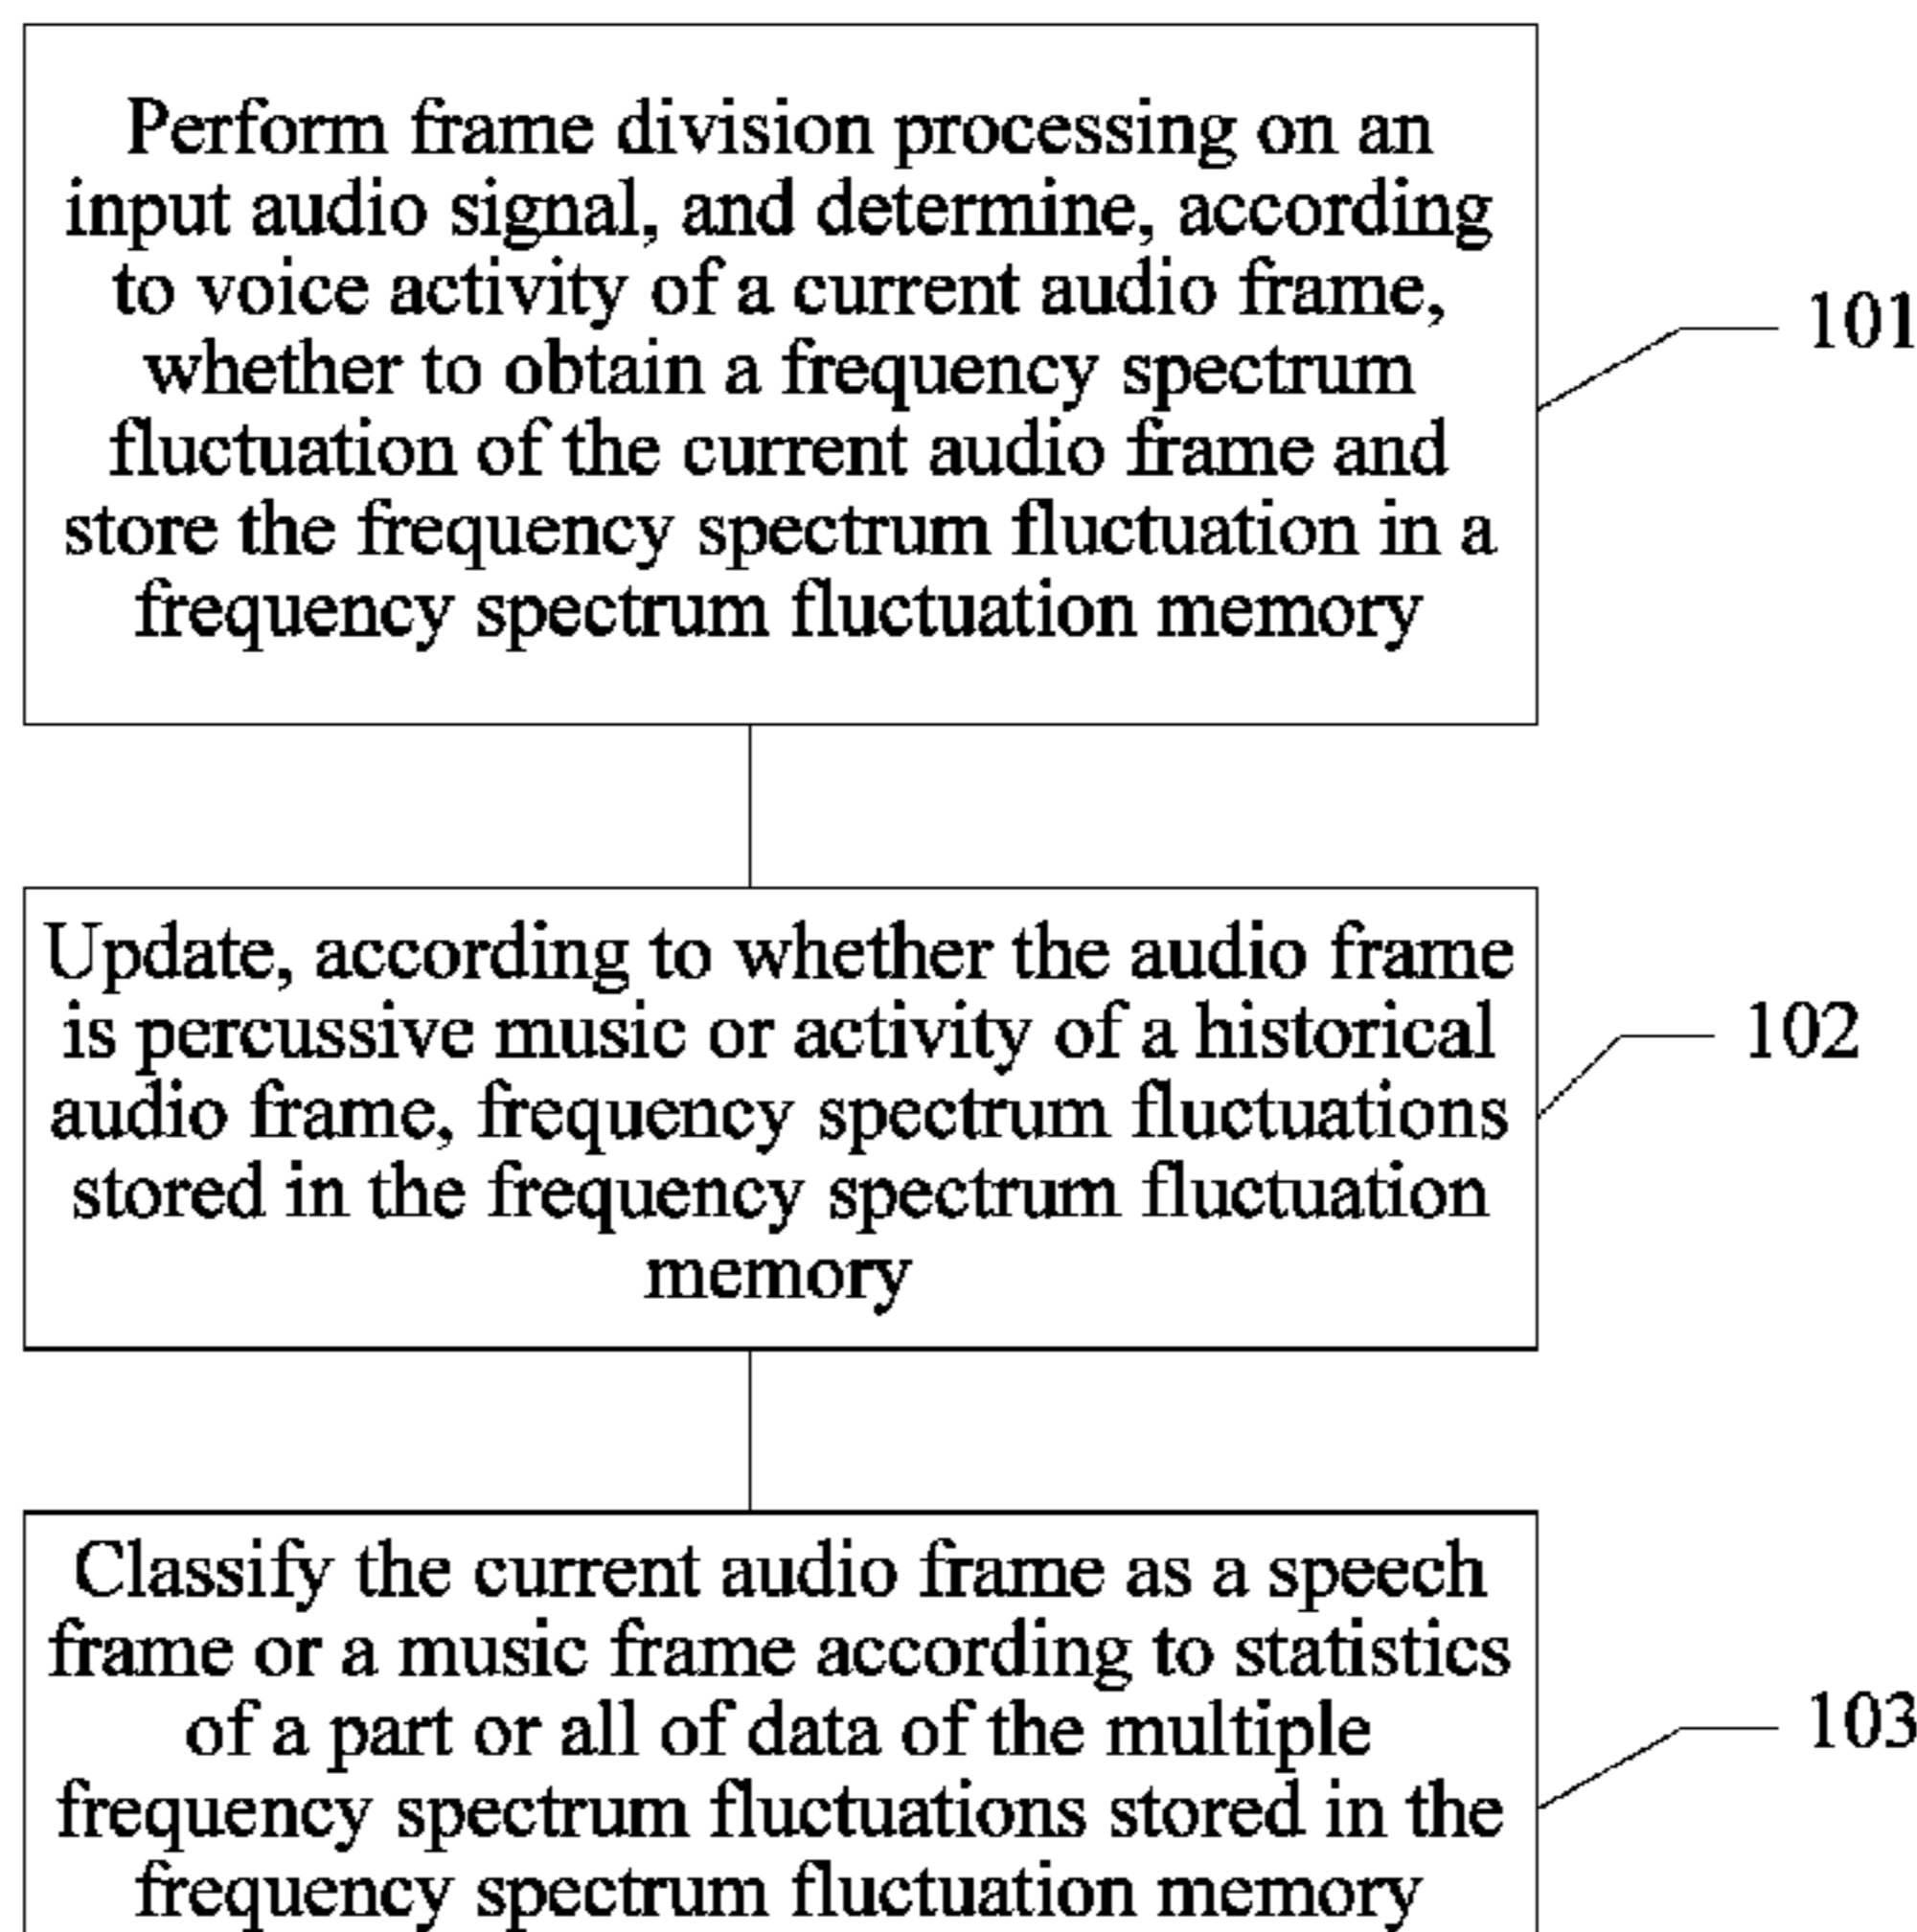 Perform frame division processing on an
input audio signal, and determine, according
to voice activity of a current audio frame,
whether to obtain a frequency spectrum
fluctuation of the current audio frame and
store the frequency spectrum fluctuation in a
frequency spectrum fluctuation memory
101
Update, according to whether the audio frame
is percussive music or activity of a historical
audio frame, frequency spectrum fluctuations
stored in the frequency spectrum fluctuation
memory
102
Classify the current audio frame as a speech
frame or a music frame according to statistics
of a part or all of data of the multiple
frequency spectrum fluctuations stored in the
frequency spectrum fluctuation memory
103